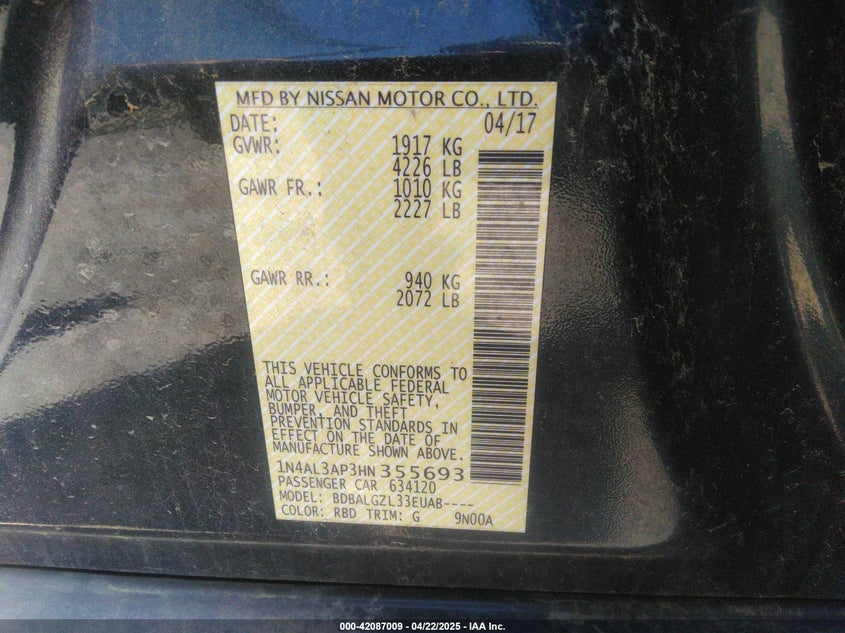 MFD BY NISSAN MOTOR CO., LTD.
DATE: 04/17
GVWR: 1917 KG
4226 LB
GAWR FR.: 1010 KG
2227 LB
GAWR RR.: 940 KG
2072 LB
THIS VEHICLE CONFORMS TO
ALL APPLICABLE FEDERAL
MOTOR VEHICLE SAFETY,
BUMPER, AND THEFT
PREVENTION STANDARDS IN
EFFECT ON THE DATE OF
MANUFACTURE SHOWN ABOVE.
1N4AL3AP3HN355693
PASSENGER CAR 634120
MODEL: BDBALGZL33EUAB----
COLOR: RBD TRIM: G 9N00A
000-42087009 - 04/22/2025 - IAA Inc.